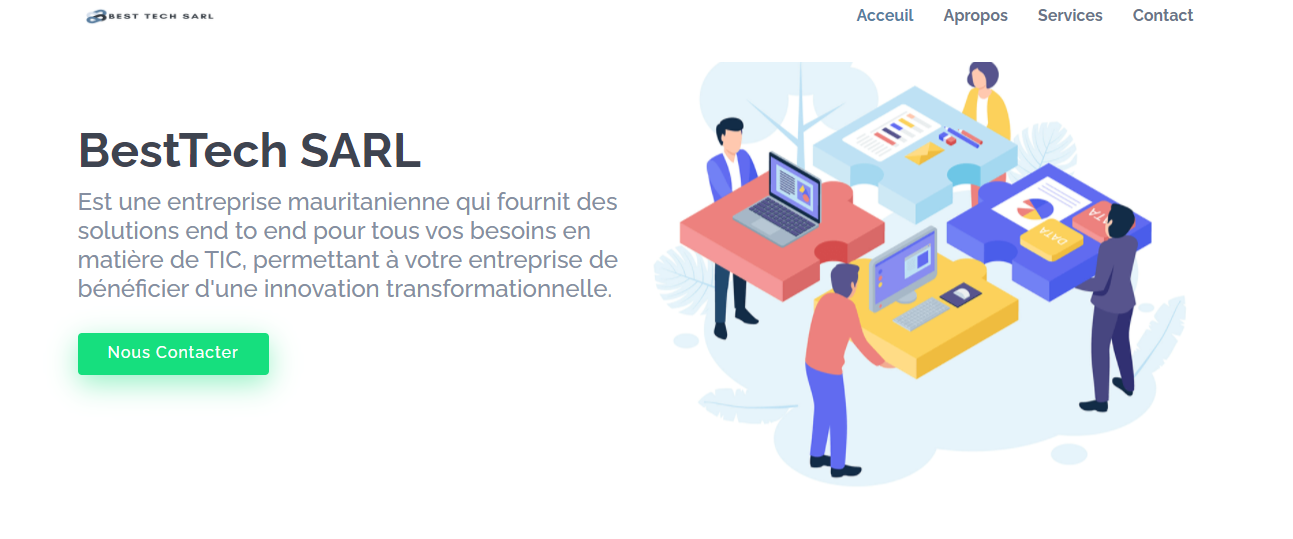 BEST TECH SARL
Acceuil Apropos Services Contact
BestTech SARL
Est une entreprise mauritanienne qui fournit des
solutions end to end pour tous vos besoins en
matière de TIC, permettant à votre entreprise de
bénéficier d'une innovation transformationnelle.
Nous Contacter
DATA
DATA